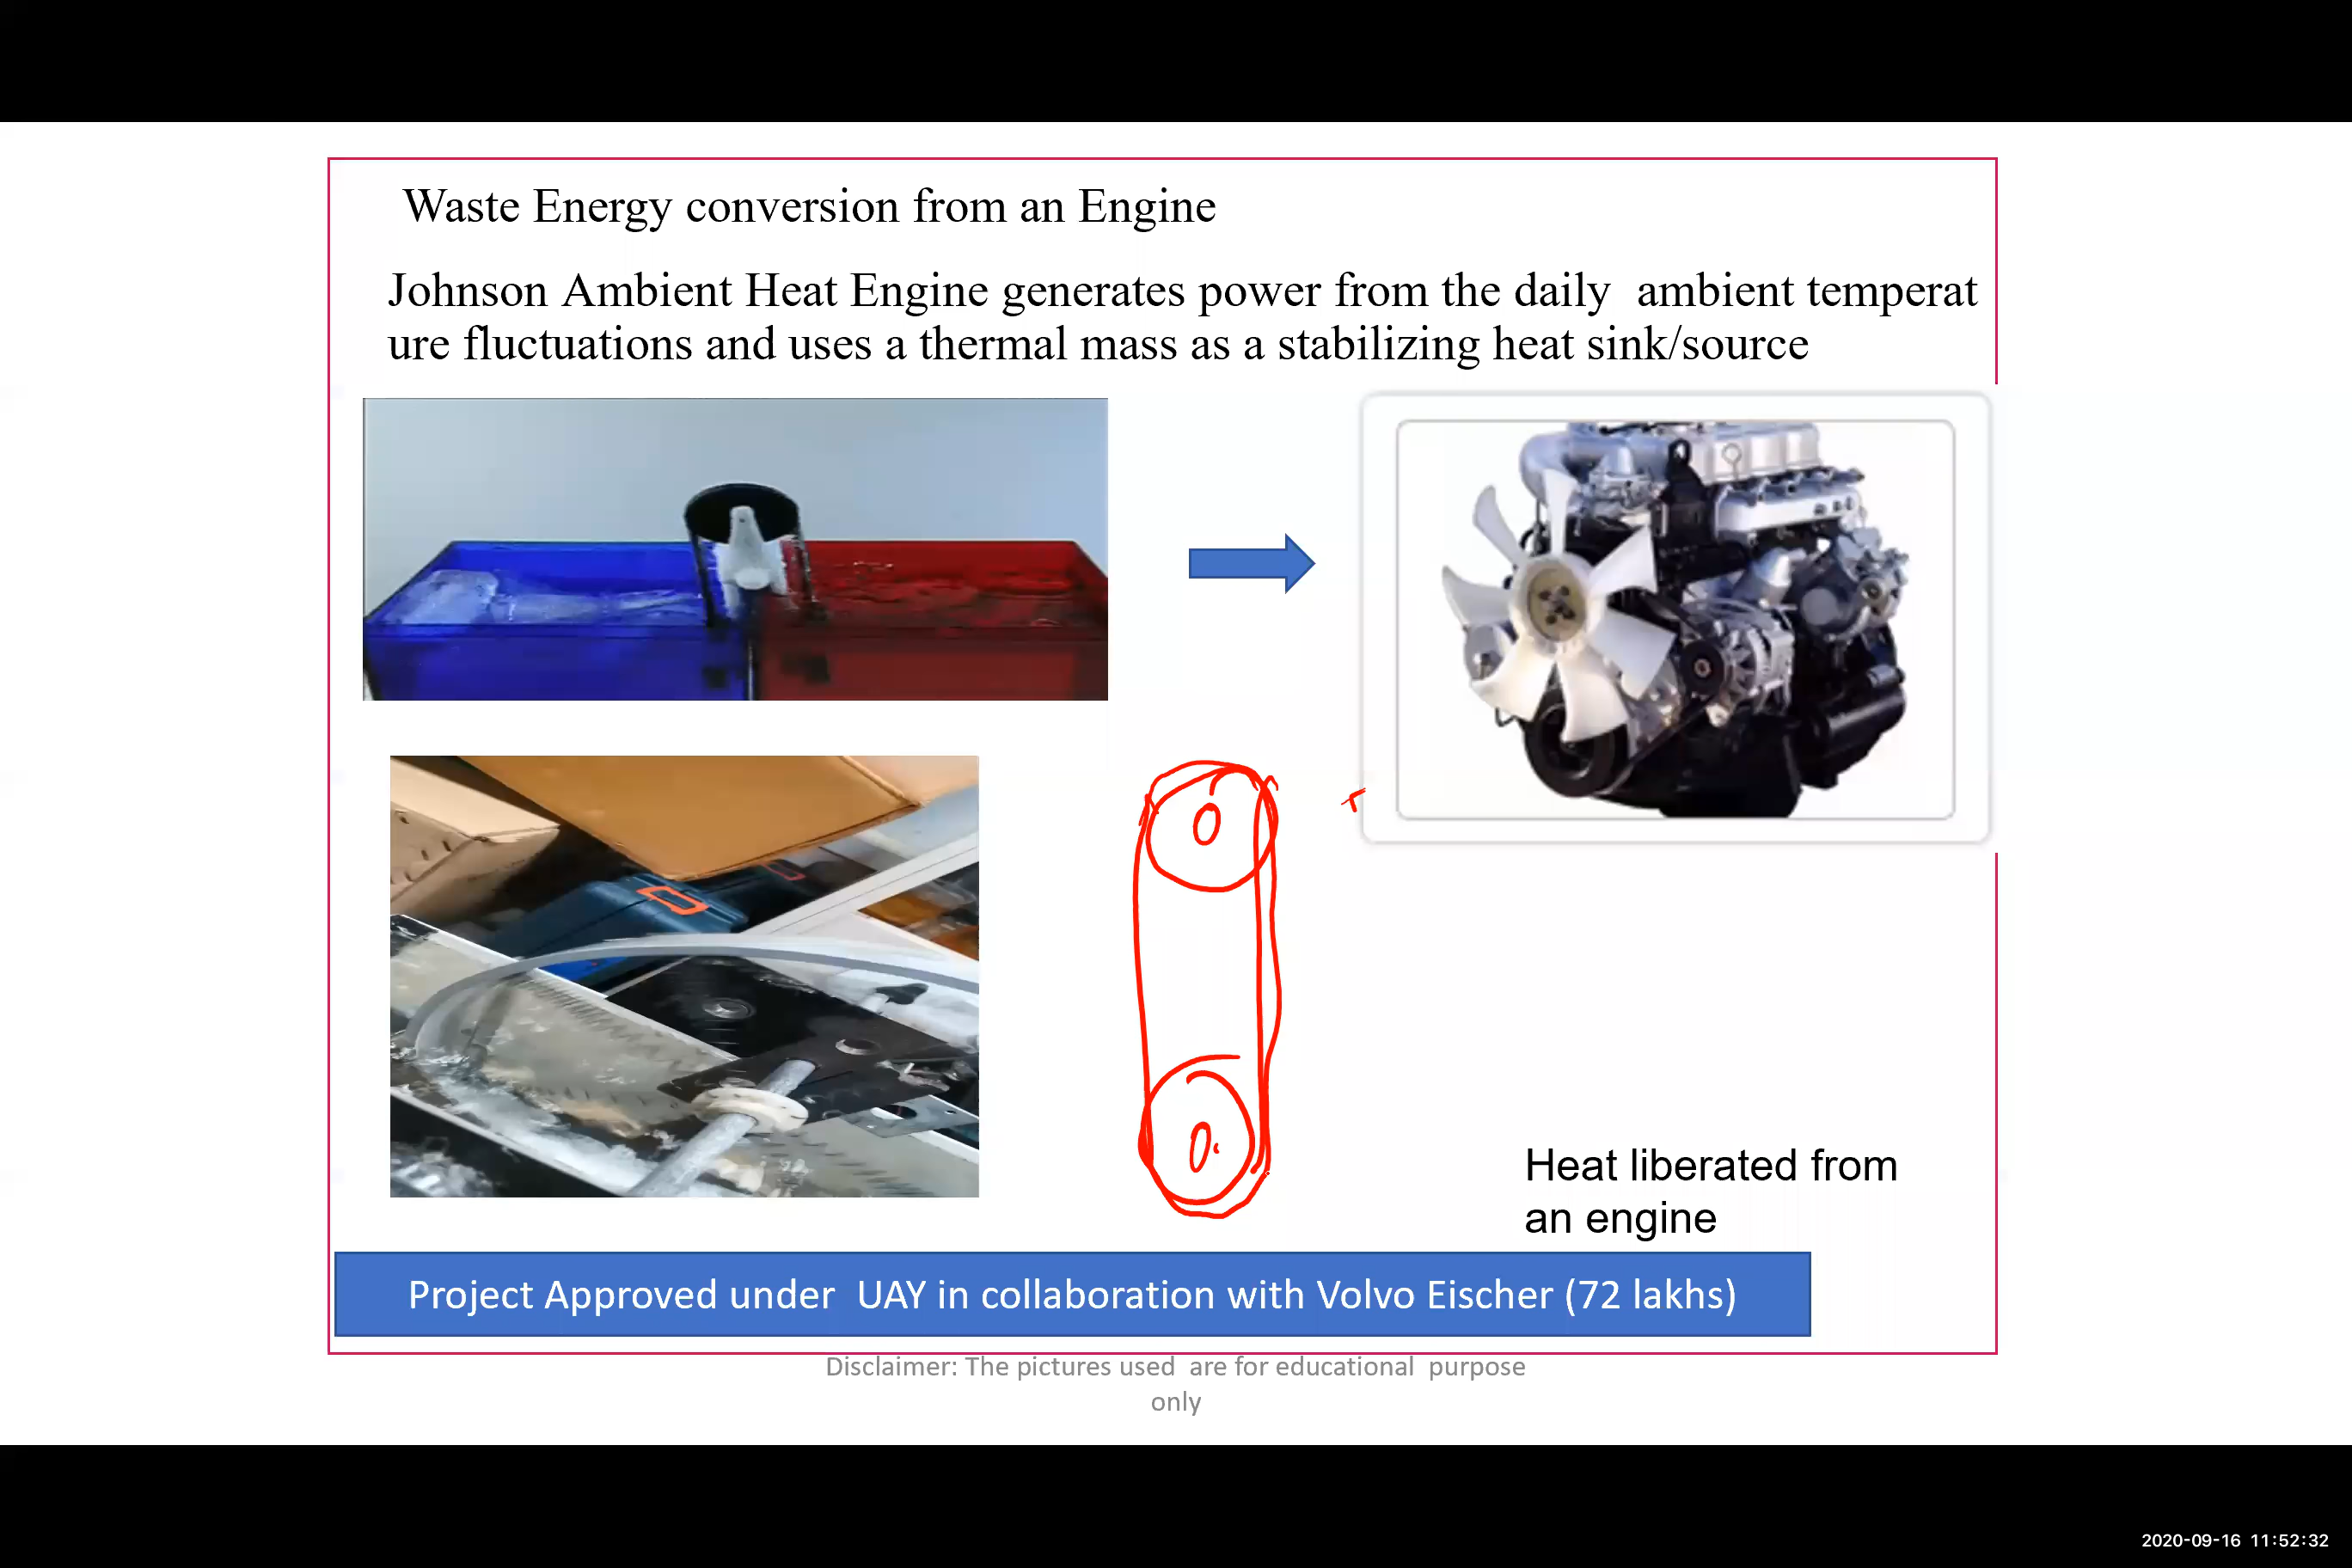 Waste Energy conversion from an Engine
Johnson Ambient Heat Engine generates power from the daily ambient temperat
ure fluctuations and uses a thermal mass as a stabilizing heat sink/source
Heat liberated from
an engine
Project Approved under UAY in collaboration with Volvo Eischer (72 lakhs)
Disclaimer: The pictures used are for educational purpose
only
2020-09-16 11:52:32